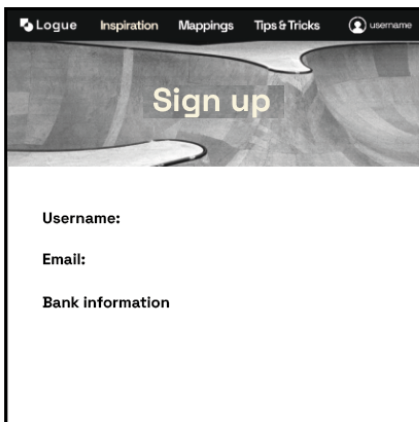 Logue Inspiration Mappings Tips & Tricks username
Sign up
Username:
Email:
Bank information